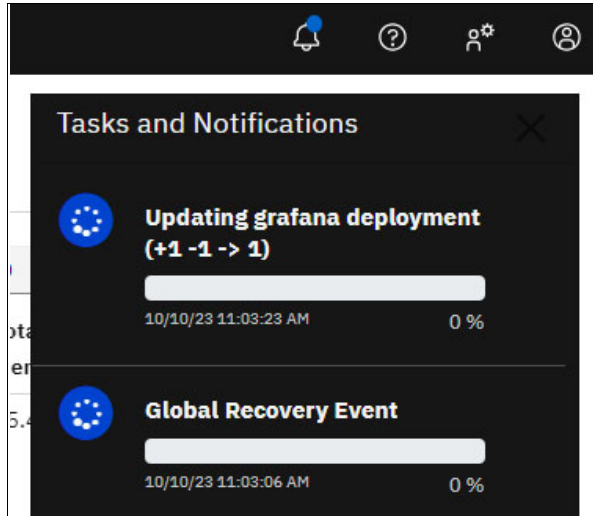 Tasks and Notifications
Updating grafana deployment
(+1 -1 -> 1)
10/10/23 11:03:23 AM
0 %
Global Recovery Event
10/10/23 11:03:06 AM
0 %